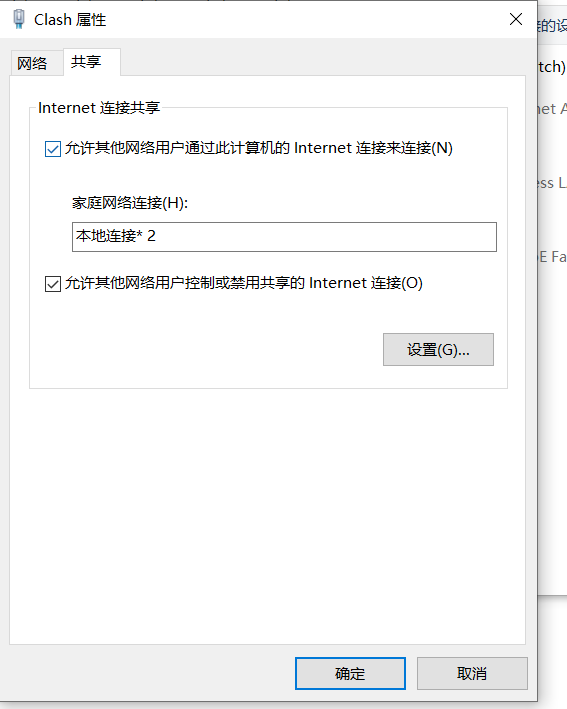 Clash 属性
网络
共享
Internet 连接共享
允许其他网络用户通过此计算机的 Internet 连接来连接(N)
家庭网络连接(H):
本地连接* 2
允许其他网络用户控制或禁用共享的 Internet 连接(O)
设置(G)...
确定
取消
的设
tch)
net A
ess L
E Fa